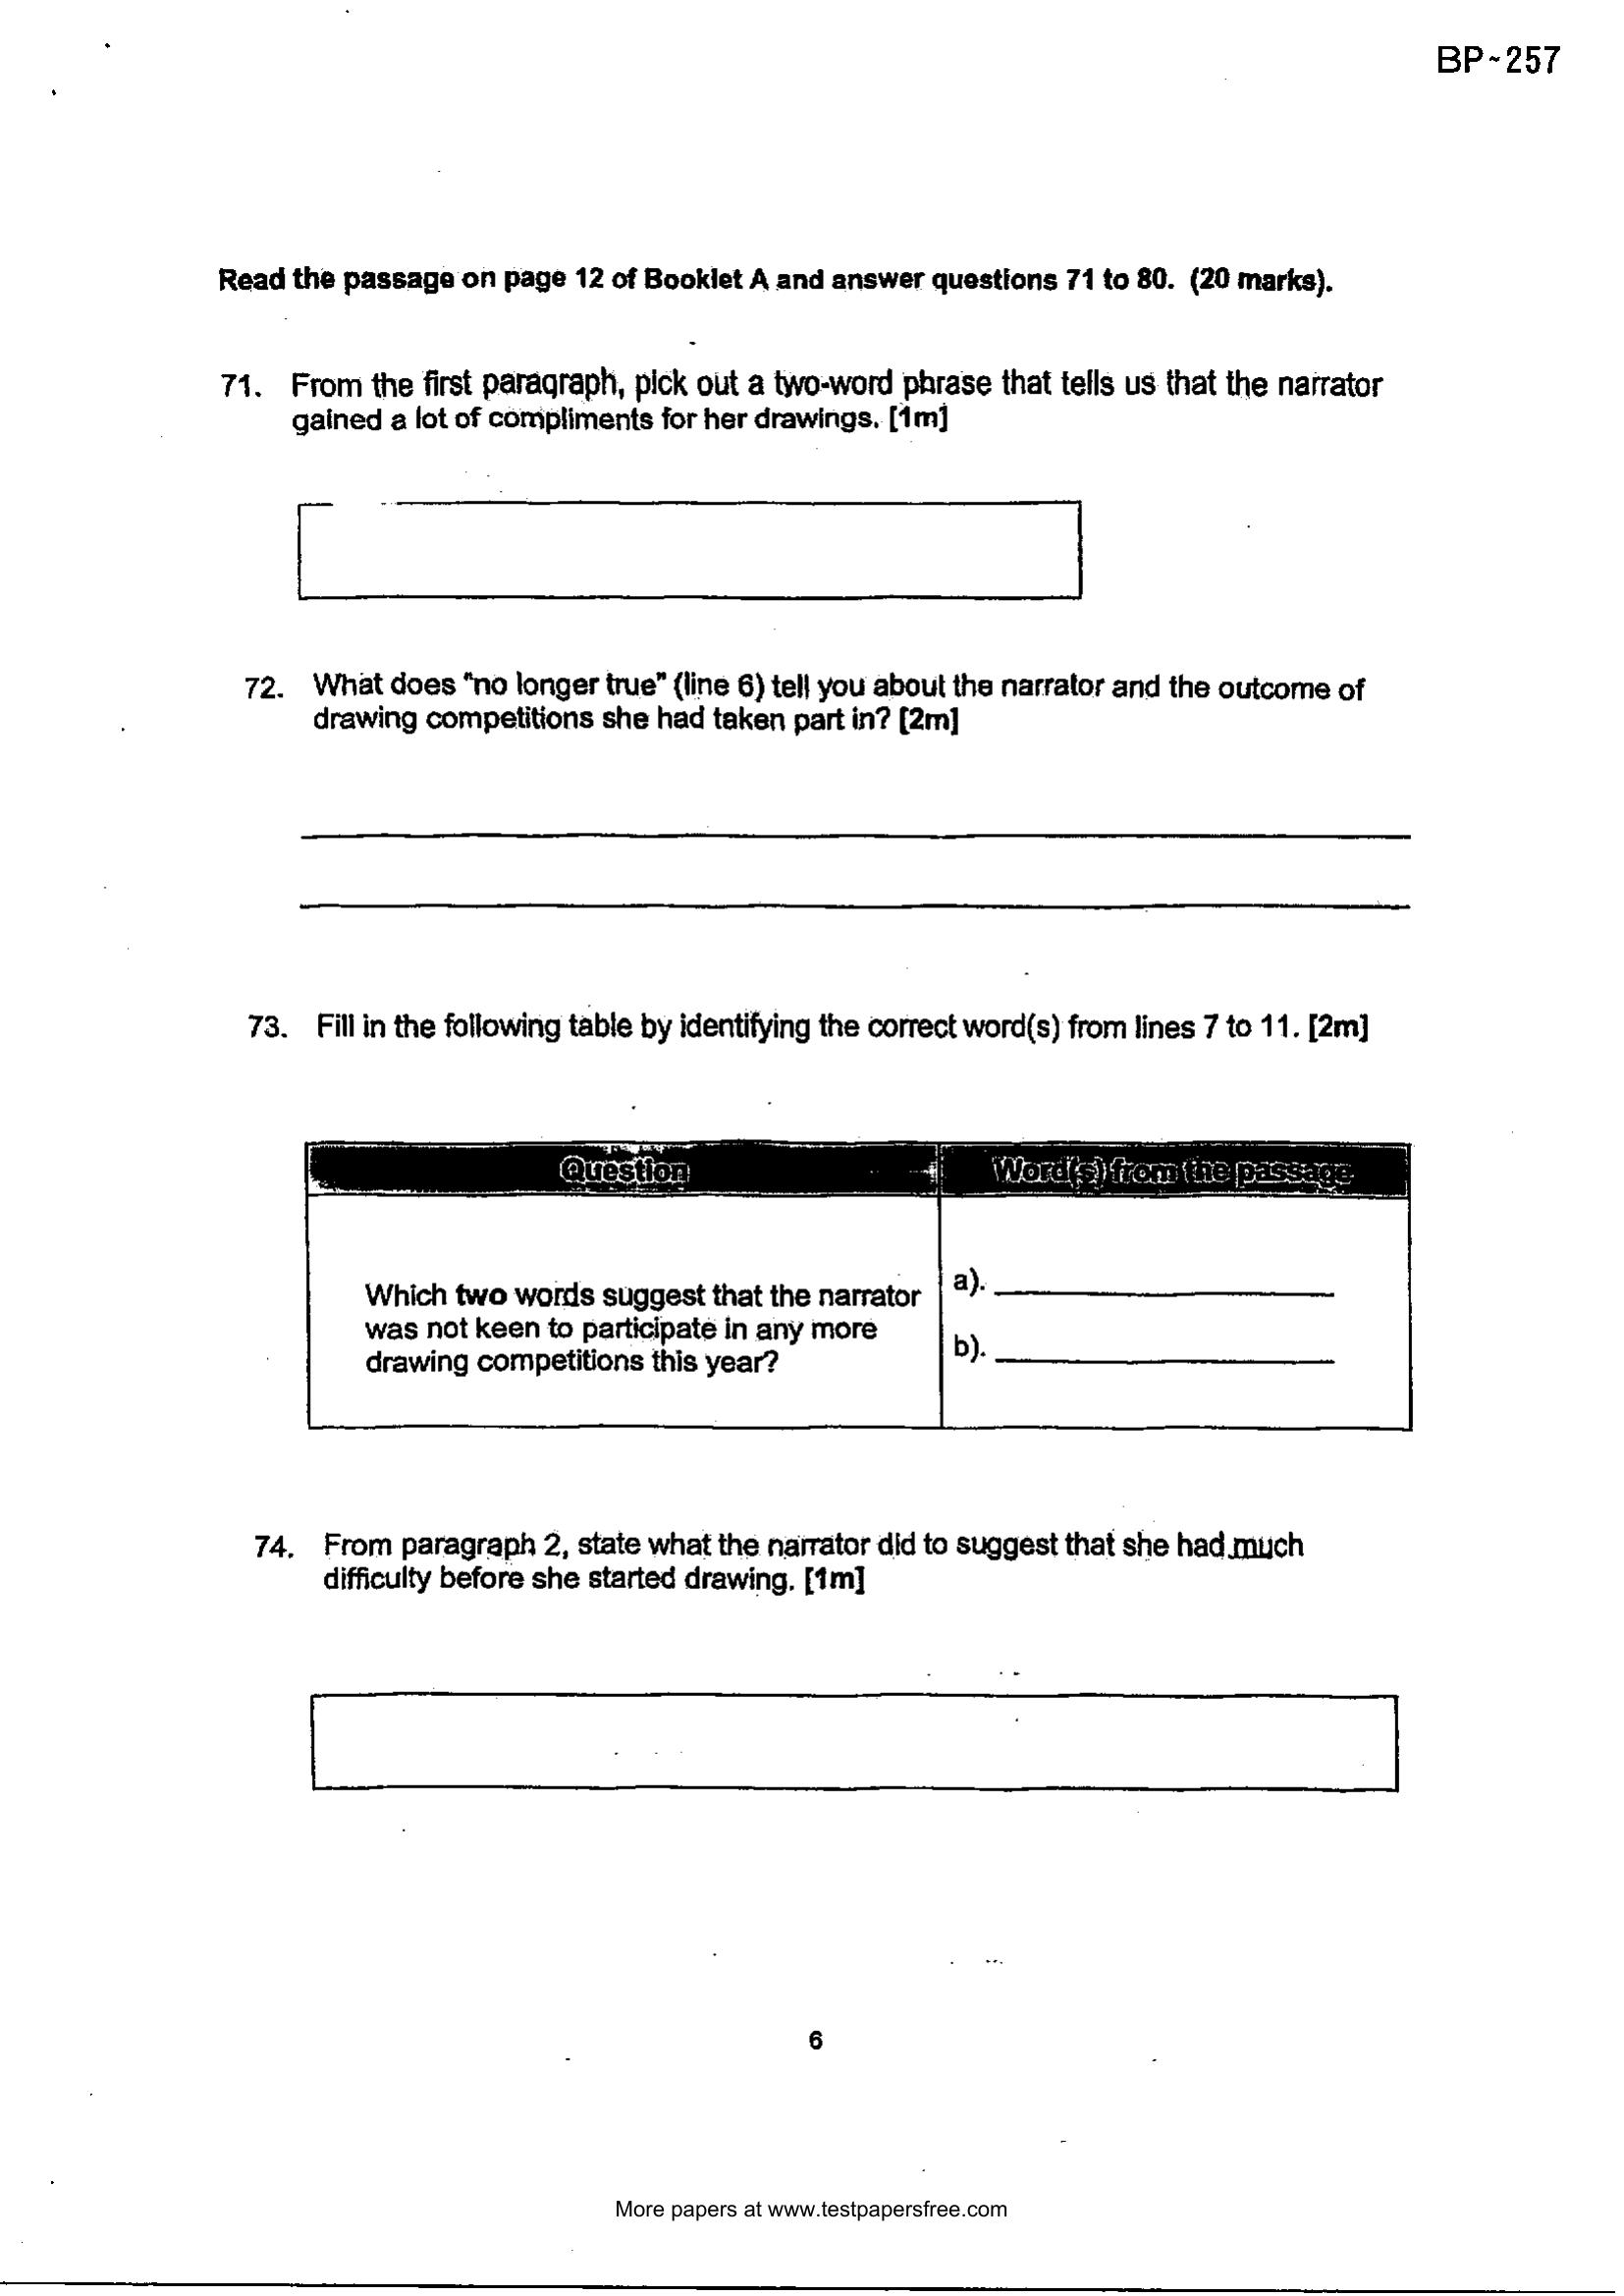 BP~257
Read the passage on page 12 of Booklet A and answer questions 71 to 80. (20 marks).
71. From the first paragraph, pick out a two-word phrase that tells us that the narrator
gained a lot of compliments for her drawings. [1m]
72. What does "no longer true" (line 6) tell you about the narrator and the outcome of
drawing competitions she had taken part in? [2m]
73. Fill in the following table by identifying the correct word(s) from lines 7 to 11. [2m]
Question Word(s) from the passage
Which two words suggest that the narrator
was not keen to participate in any more
drawing competitions this year?
a).
b).
74. From paragraph 2, state what the narrator did to suggest that she had much
difficulty before she started drawing. [1m]
6
More papers at www.testpapersfree.com